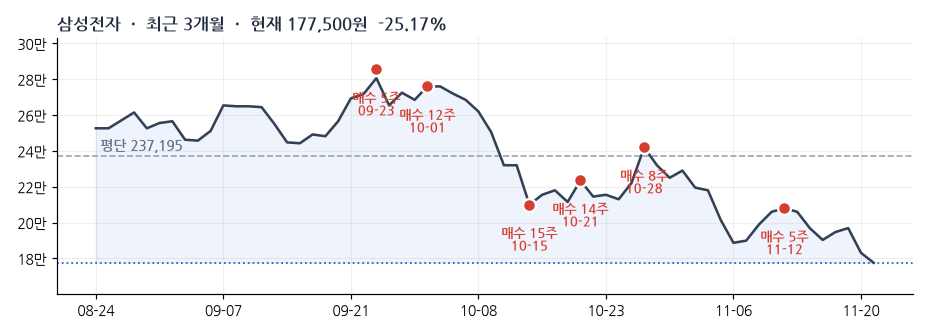 삼성전자 · 최근 3개월 · 현재 177,500원 -25.17%
30만
28만
26만
24만
22만
20만
18만
평단 237,195
매수 5주
09-23
매수 12주
10-01
매수 15주
10-15
매수 14주
10-21
매수 8주
10-28
매수 5주
11-12
08-24
09-07
09-21
10-08
10-23
11-06
11-20